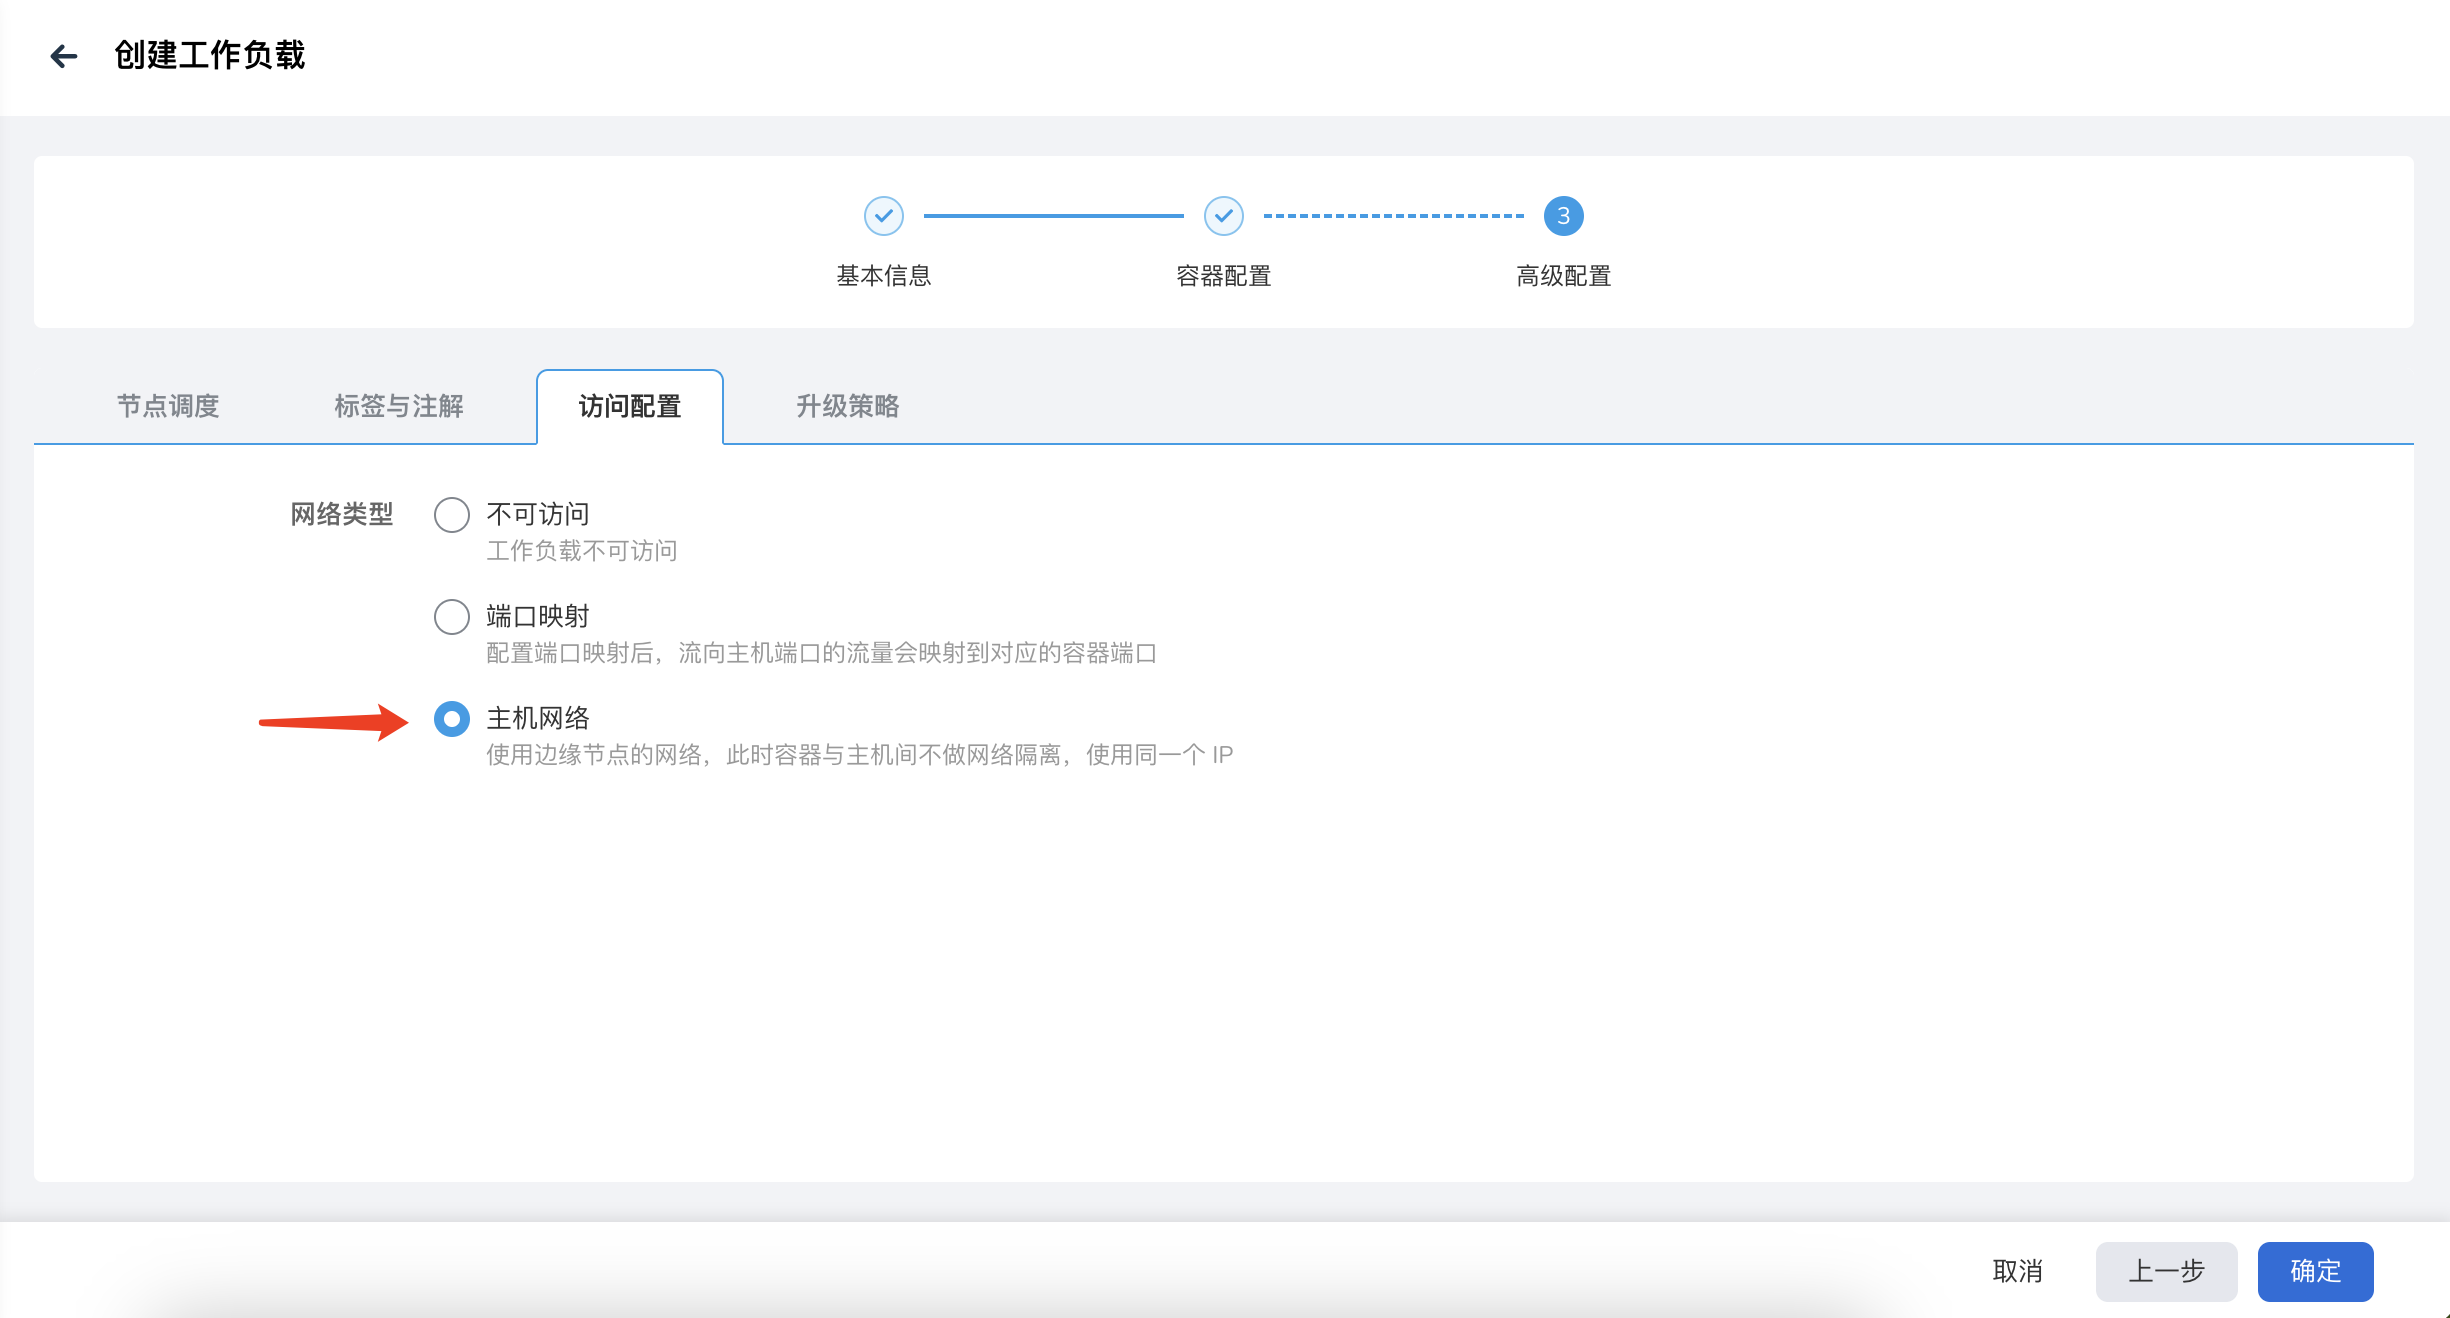 创建工作负载
3
基本信息
容器配置
高级配置
节点调度
标签与注解
访问配置
升级策略
网络类型
不可访问
工作负载不可访问
端口映射
配置端口映射后，流向主机端口的流量会映射到对应的容器端口
主机网络
使用边缘节点的网络，此时容器与主机间不做网络隔离，使用同一个 IP
取消
上一步
确定